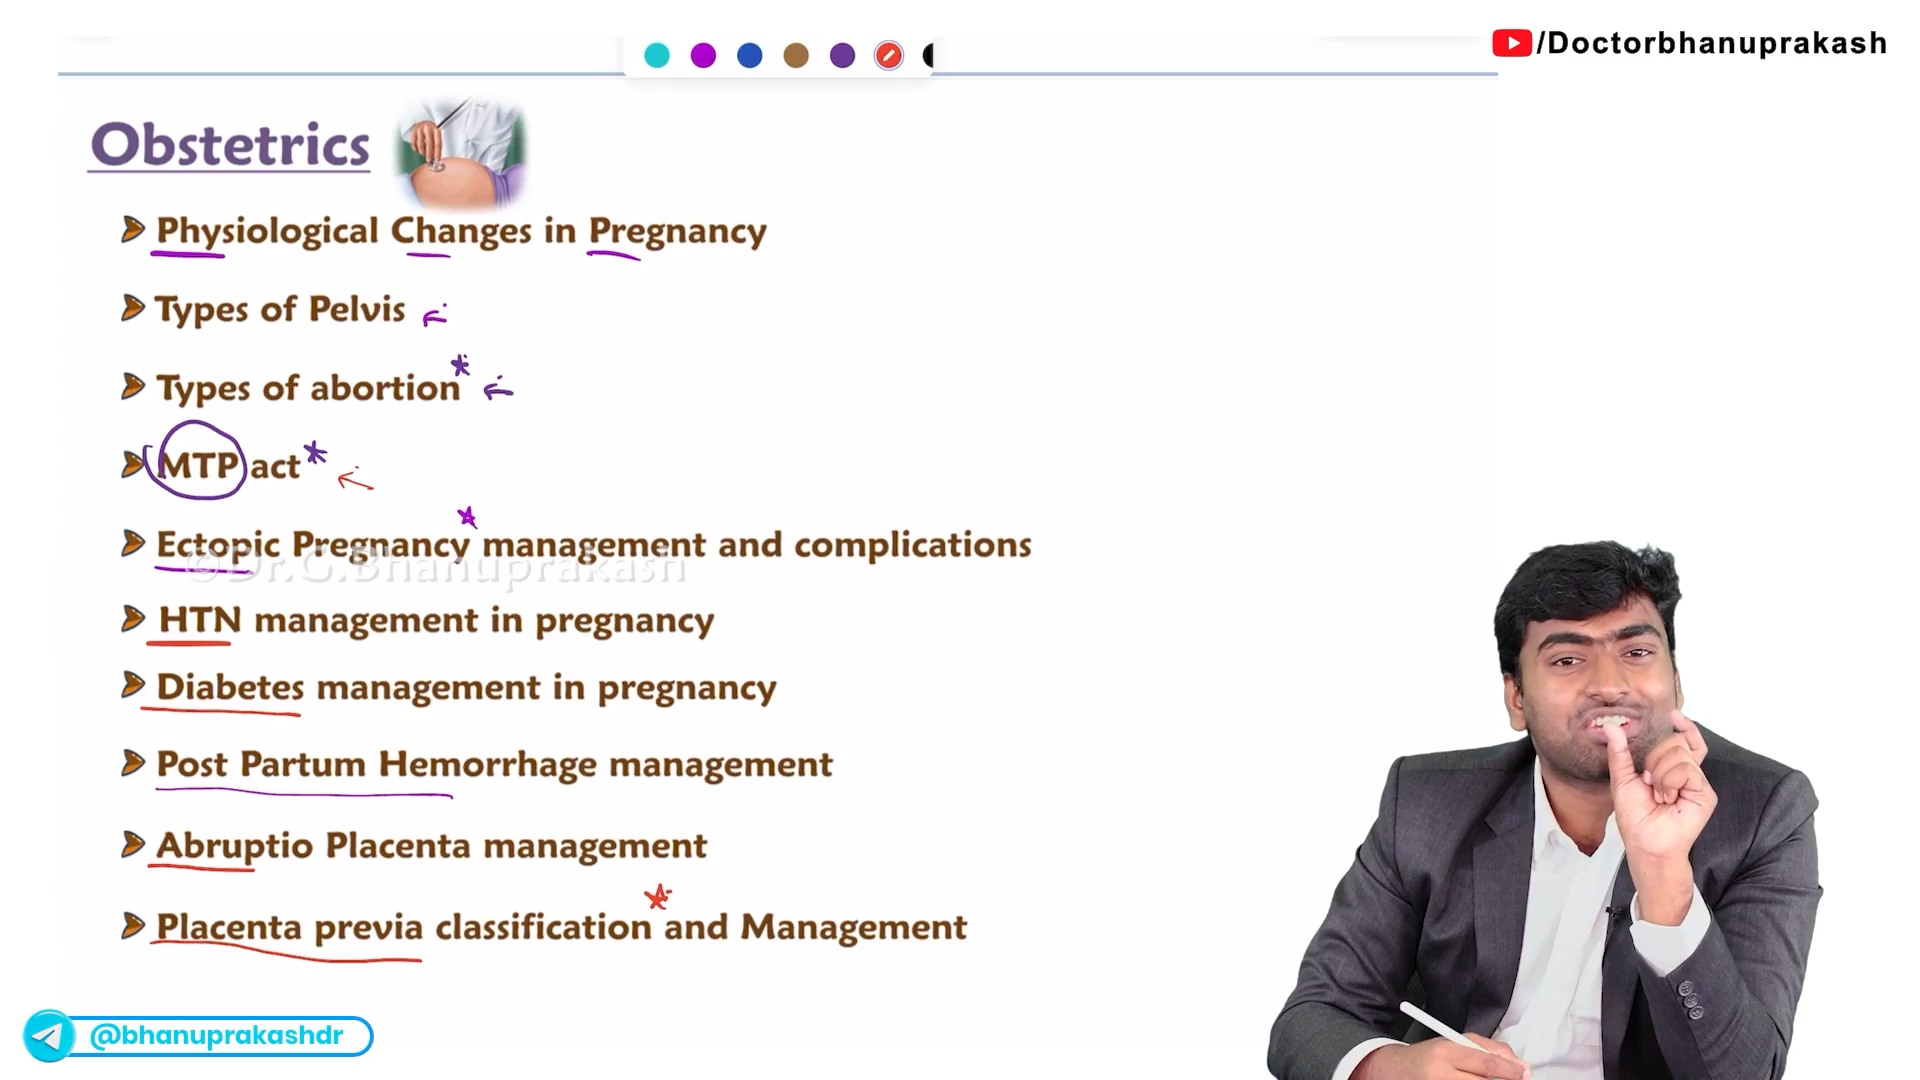 /Doctorbhanuprakash
Obstetrics
Physiological Changes in Pregnancy
Types of Pelvis
Types of abortion*
MTP act*
Ectopic Pregnancy management and complications
©Dr.G.Bhanuprakash
HTN management in pregnancy
Diabetes management in pregnancy
Post Partum Hemorrhage management
Abruptio Placenta management
Placenta previa classification and Management
@bhanuprakashdr